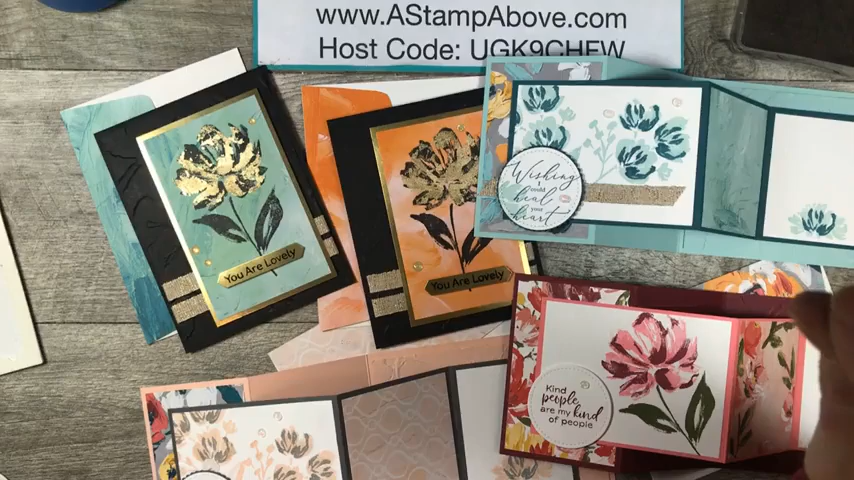 www.AStampAbove.com
Host Code: UGK9CHFW
You Are Lovely
You Are Lovely
Wishing
I
could
heal
your
heart
Kind
people
are my kind
of people